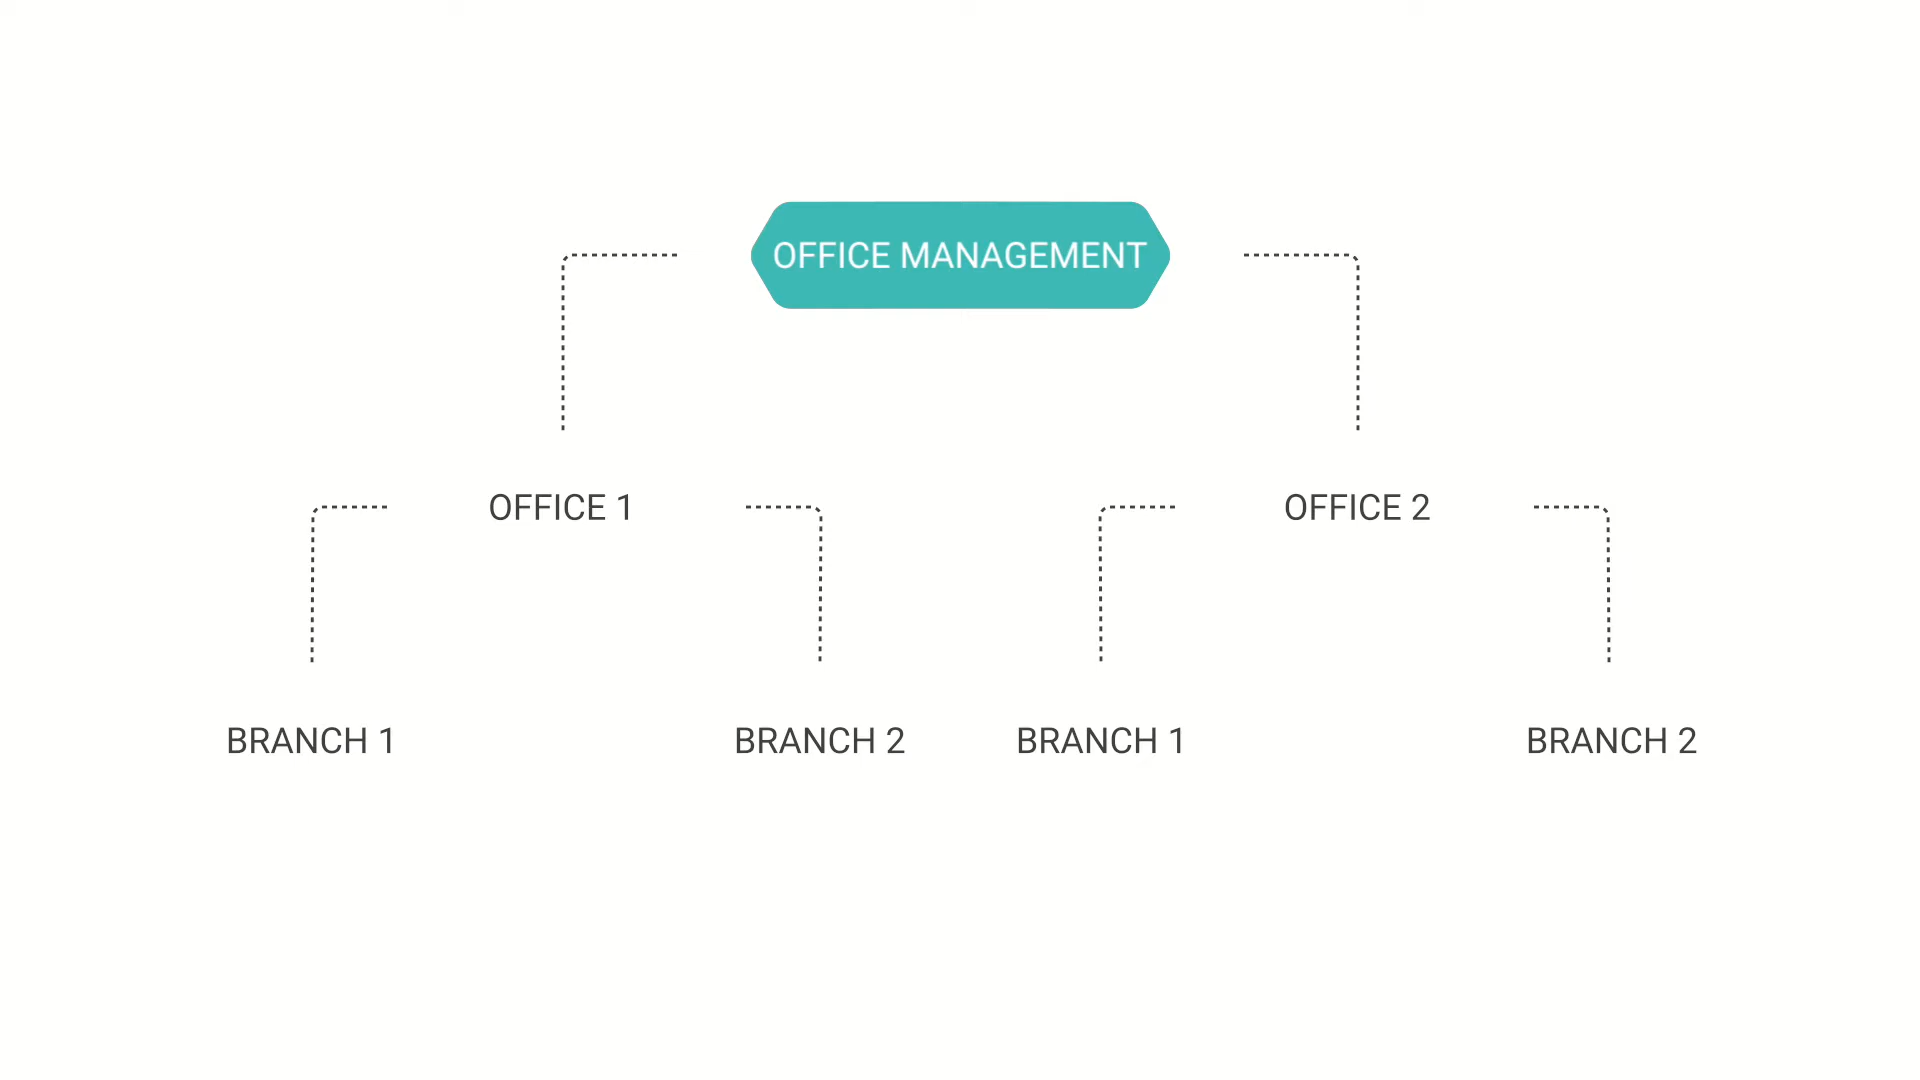 OFFICE MANAGEMENT
OFFICE 1
OFFICE 2
BRANCH 1
BRANCH 2
BRANCH 1
BRANCH 2